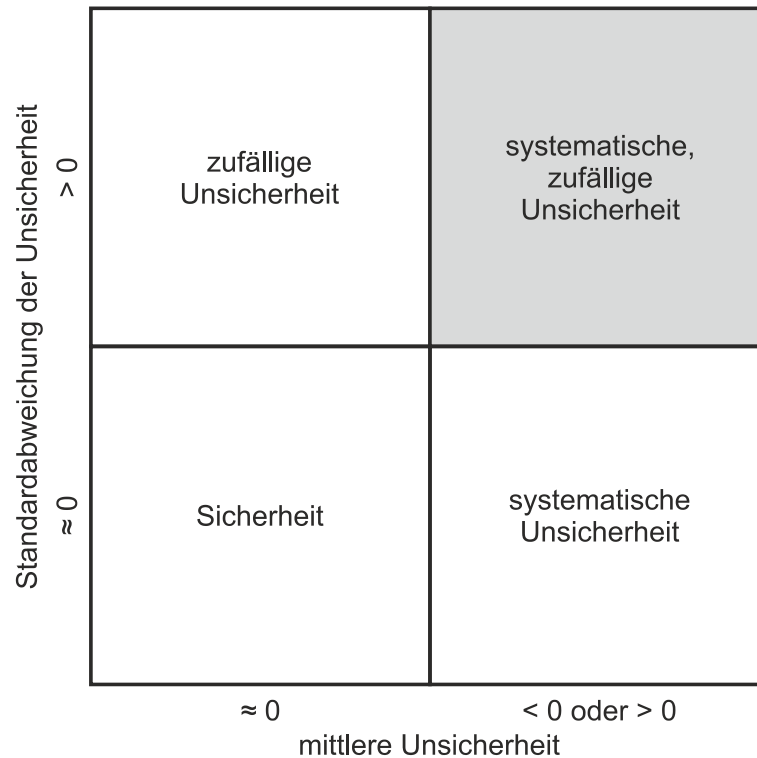 Standardabweichung der Unsicherheit
> 0
≈ 0
zufällige
Unsicherheit
systematische,
zufällige
Unsicherheit
Sicherheit
systematische
Unsicherheit
≈ 0
< 0 oder > 0
mittlere Unsicherheit